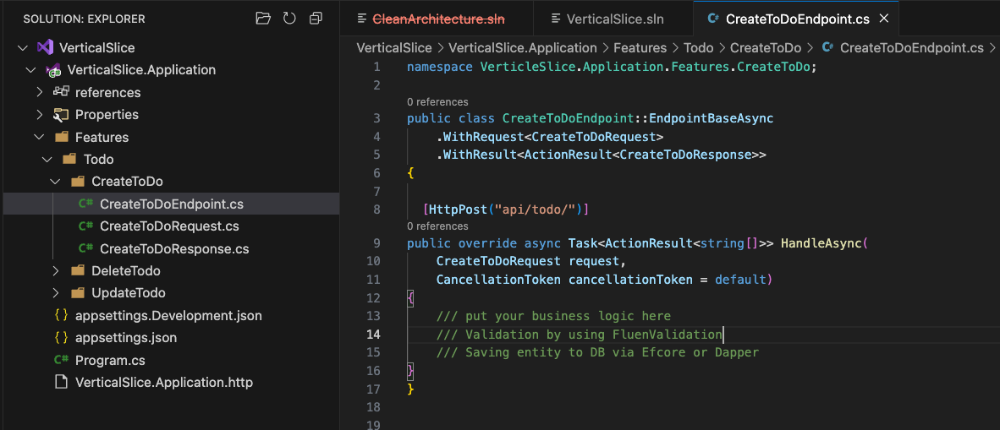 SOLUTION: EXPLORER
VerticalSlice
VerticalSlice.Application
references
Properties
Features
Todo
CreateToDo
CreateToDoEndpoint.cs
CreateToDoRequest.cs
CreateToDoResponse.cs
DeleteTodo
UpdateTodo
appsettings.Development.json
appsettings.json
Program.cs
VerticalSlice.Application.http
CleanArchitecture.sln
VerticalSlice.sln
CreateToDoEndpoint.cs
VerticalSlice > VerticalSlice.Application > Features > Todo > CreateToDo > CreateToDoEndpoint.cs >
1 namespace VerticleSlice.Application.Features.CreateToDo;
2
0 references
3 public class CreateToDoEndpoint::EndpointBaseAsync
4 .WithRequest<CreateToDoRequest>
5 .WithResult<ActionResult<CreateToDoResponse>>
6 {
7
8 [HttpPost("api/todo/")]
0 references
9 public override async Task<ActionResult<string[]>> HandleAsync(
10 CreateToDoRequest request,
11 CancellationToken cancellationToken = default)
12 {
13 /// put your business logic here
14 /// Validation by using FluenValidation
15 /// Saving entity to DB via Efcore or Dapper
16 }
17 }
18
19